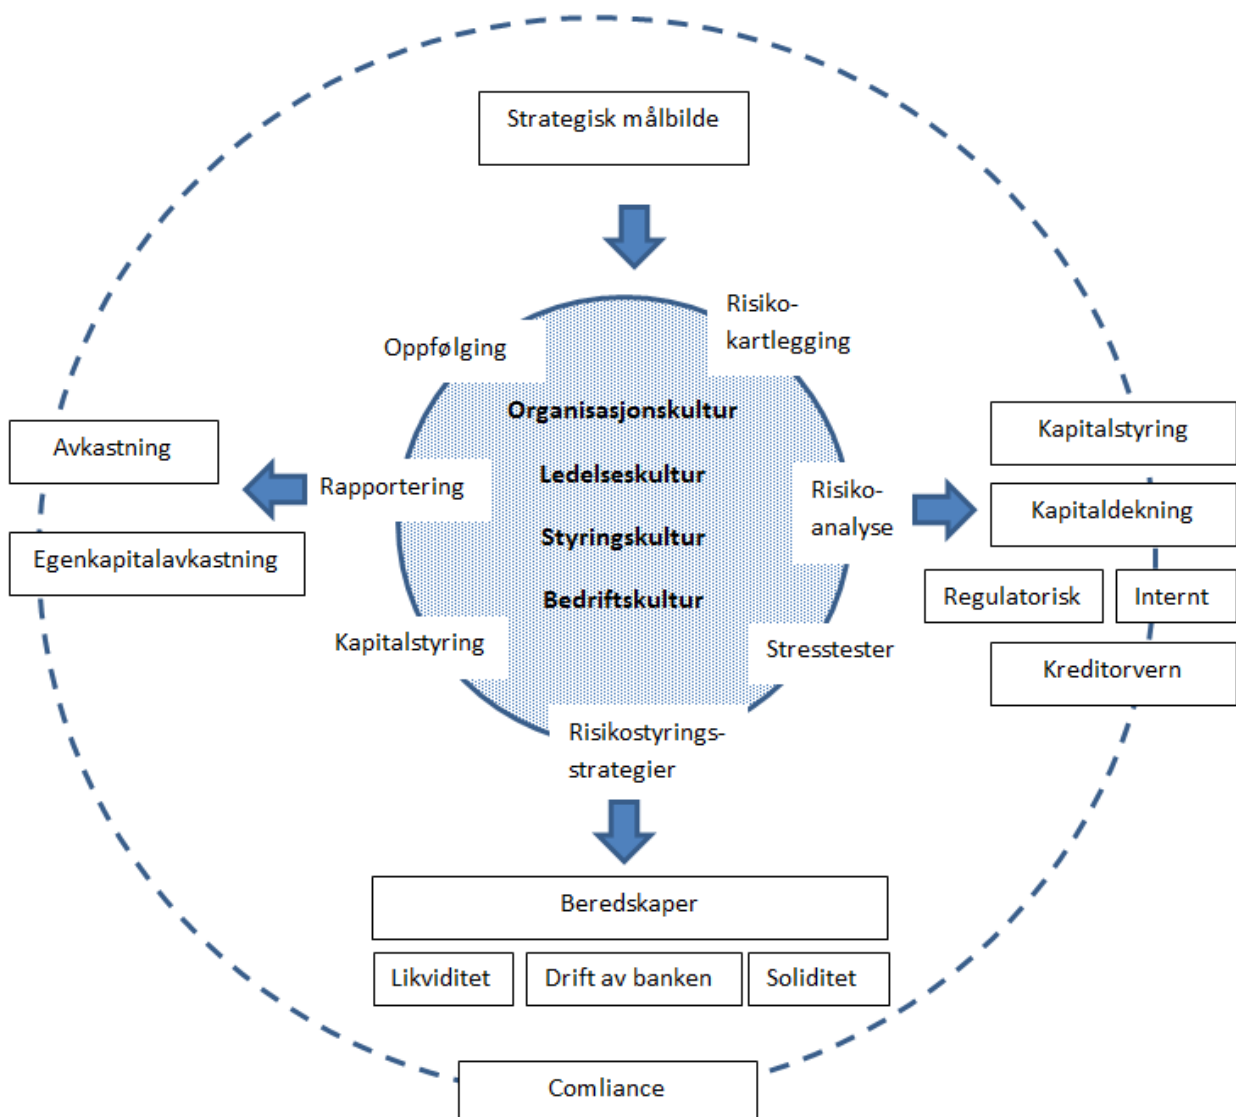 Strategisk målbilde
Oppfølging
Risiko-
kartlegging
Organisasjonskultur
Ledelseskultur
Styringskultur
Bedriftskultur
Avkastning
Rapportering
Egenkapitalavkastning
Risiko-
analyse
Kapitalstyring
Kapitaldekning
Regulatorisk
Internt
Kreditorvern
Kapitalstyring
Stresstester
Risikostyrings-
strategier
Beredskaper
Likviditet
Drift av banken
Soliditet
Comliance